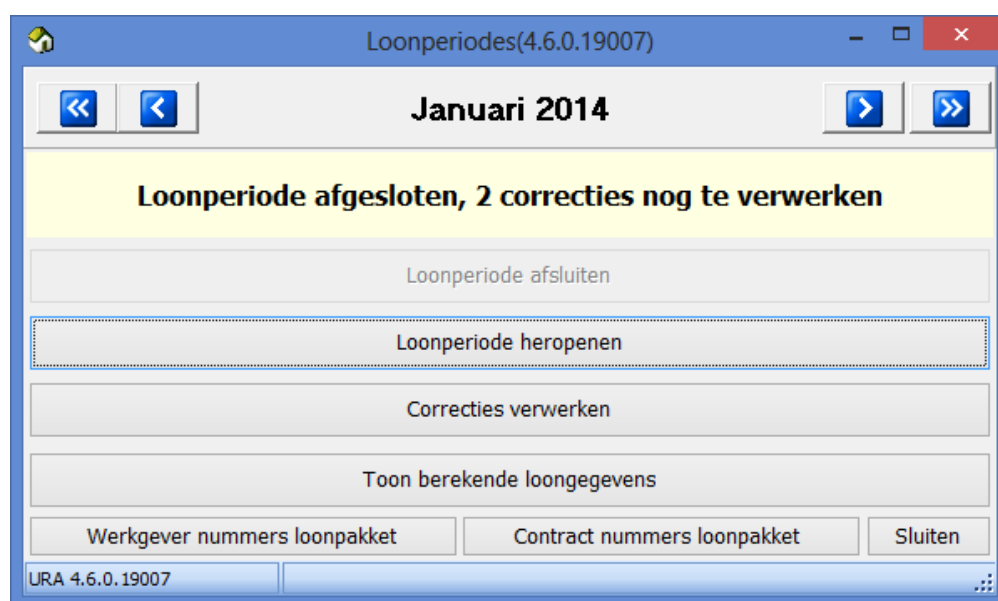 Loonperiodes(4.6.0.19007)
Januari 2014
Loonperiode afgesloten, 2 correcties nog te verwerken
Loonperiode afsluiten
Loonperiode heropenen
Correcties verwerken
Toon berekende loongegevens
Werkgever nummers loonpakket
Contract nummers loonpakket
Sluiten
URA 4.6.0.19007